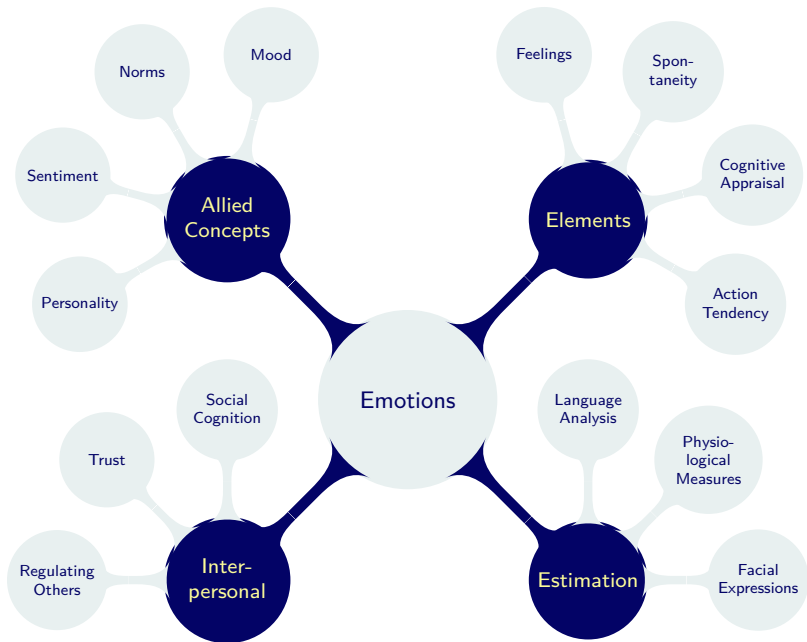 Mood
Norms
Sentiment
Personality
Allied
Concepts
Feelings
Spon-
taneity
Cognitive
Appraisal
Action
Tendency
Elements
Emotions
Social
Cognition
Trust
Regulating
Others
Inter-
personal
Language
Analysis
Physio-
logical
Measures
Facial
Expressions
Estimation